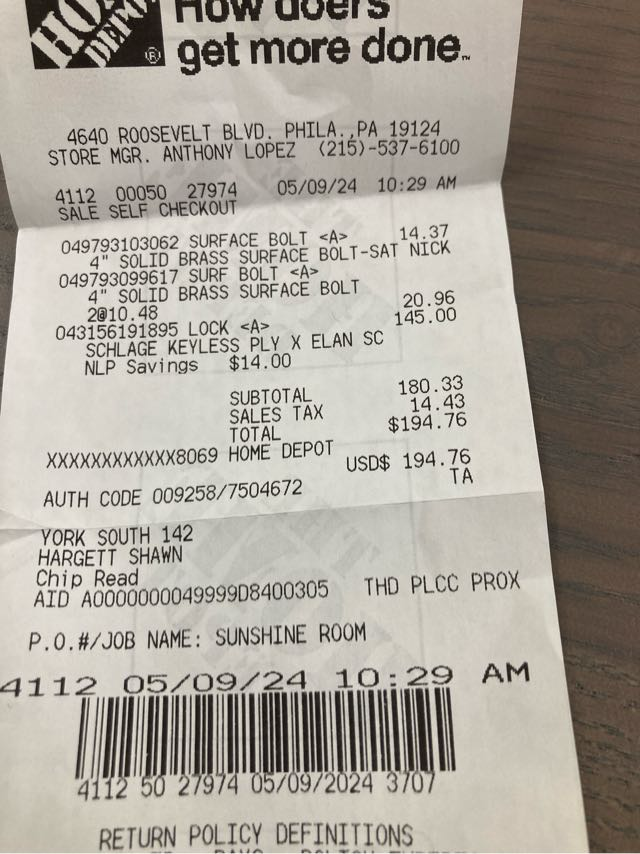 HO
DEPO
®
How doers
get more done.™
4640 ROOSEVELT BLVD. PHILA.,PA 19124
STORE MGR. ANTHONY LOPEZ (215)-537-6100
4112 00050 27974 05/09/24 10:29 AM
SALE SELF CHECKOUT
049793103062 SURFACE BOLT <A> 14.37
4" SOLID BRASS SURFACE BOLT-SAT NICK
049793099617 SURF BOLT <A>
4" SOLID BRASS SURFACE BOLT
2@10.48 20.96
043156191895 LOCK <A> 145.00
SCHLAGE KEYLESS PLY X ELAN SC
NLP Savings $14.00
SUBTOTAL 180.33
SALES TAX 14.43
TOTAL $194.76
XXXXXXXXXXXX8069 HOME DEPOT
USD$ 194.76
TA
AUTH CODE 009258/7504672
YORK SOUTH 142
HARGETT SHAWN
Chip Read
AID A0000000049999D8400305 THD PLCC PROX
P.O.#/JOB NAME: SUNSHINE ROOM
4112 05/09/24 10:29 AM
4112 50 27974 05/09/2024 3707
RETURN POLICY DEFINITIONS